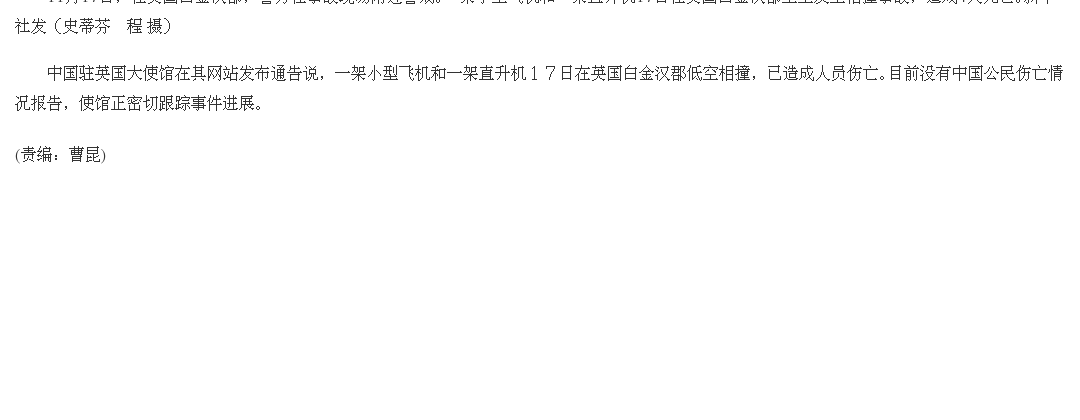 社发（史蒂芬　程 摄）
中国驻英国大使馆在其网站发布通告说，一架小型飞机和一架直升机１７日在英国白金汉郡低空相撞，已造成人员伤亡。目前没有中国公民伤亡情
况报告，使馆正密切跟踪事件进展。
(责编：曹昆)